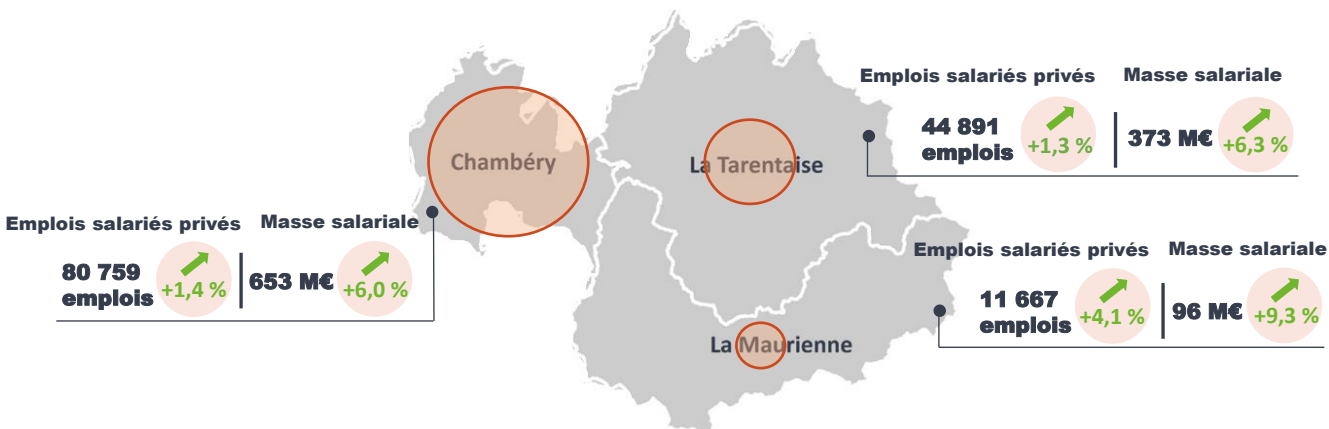 Emplois salariés privés
Masse salariale
44 891
emplois
+1,3 %
373 M€
+6,3 %
Chambéry
La Tarentaise
Emplois salariés privés
Masse salariale
80 759
emplois
+1,4 %
653 M€
+6,0 %
Emplois salariés privés
Masse salariale
11 667
emplois
+4,1 %
96 M€
+9,3 %
La Maurienne